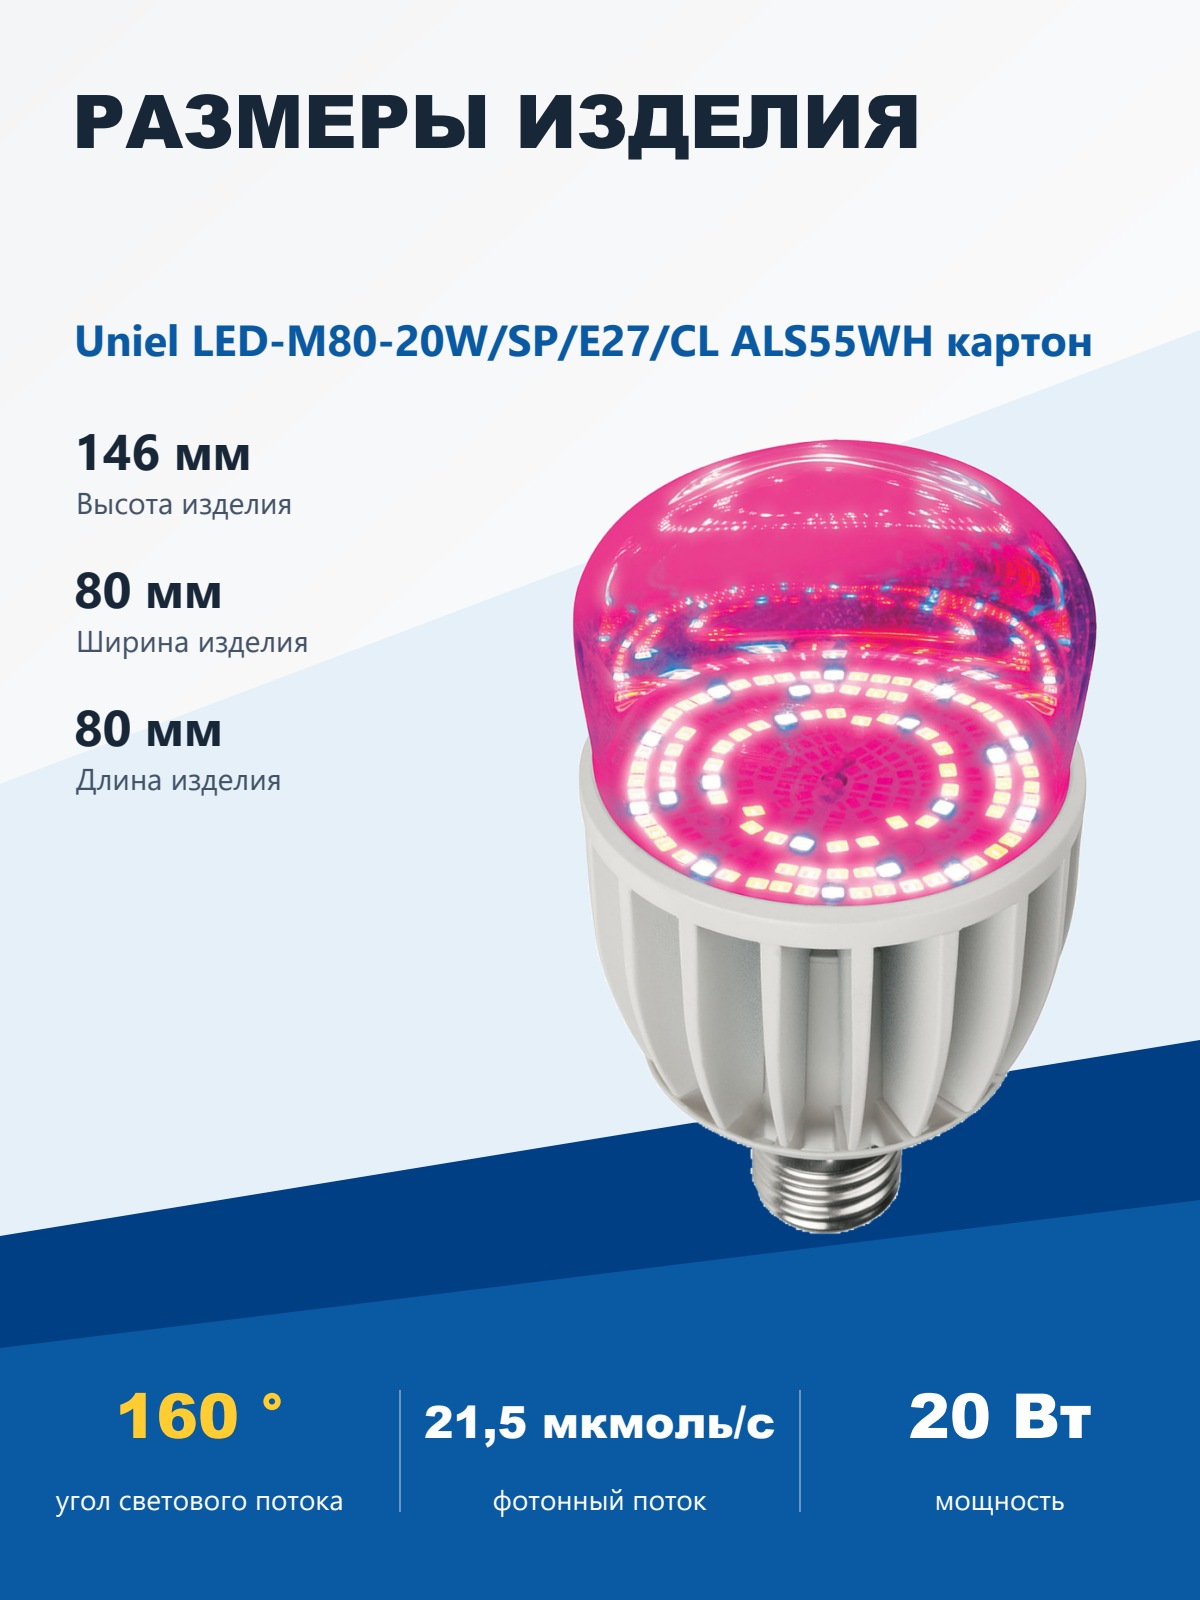 РАЗМЕРЫ ИЗДЕЛИЯ
Uniel LED-M80-20W/SP/E27/CL ALS55WH картон
146 мм
Высота изделия
80 мм
Ширина изделия
80 мм
Длина изделия
160 °
угол светового потока
21,5 мкмоль/с
фотонный поток
20 Вт
мощность